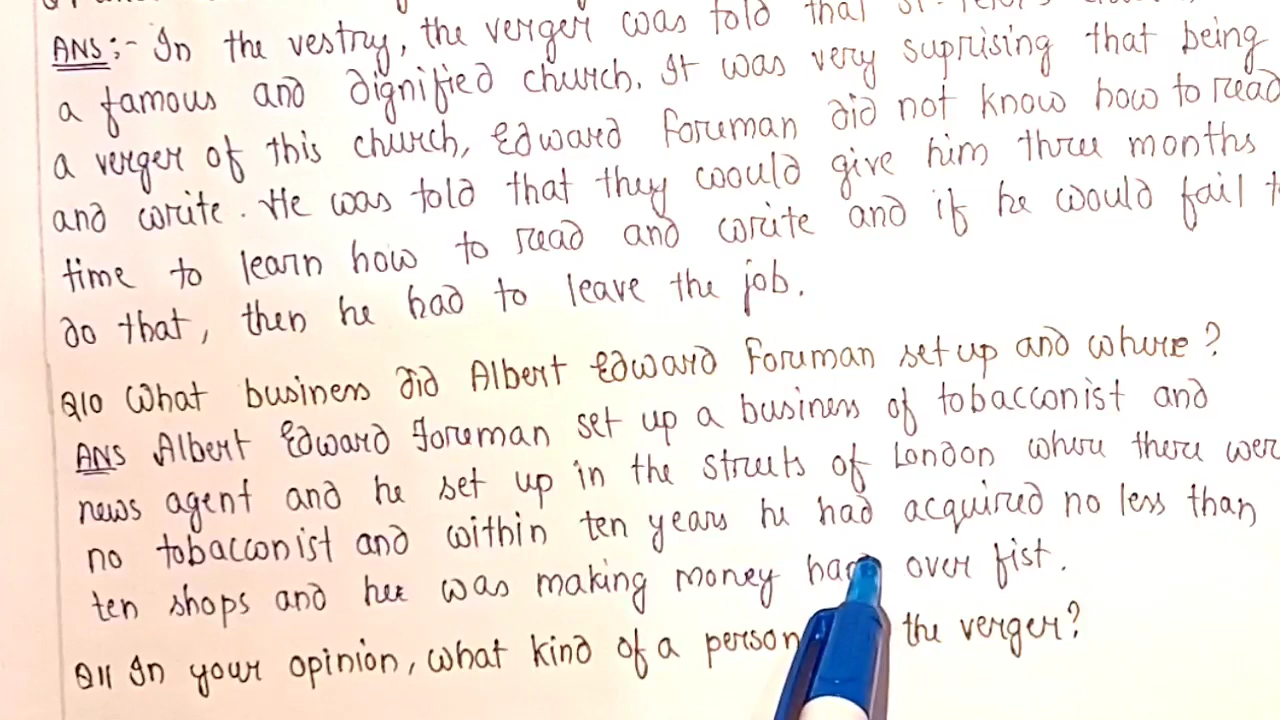 ANS:- In the vestry, the verger was told that St.
a famous and dignified church. It was very suprising that being
a verger of this church, Edward Foreman did not know how to read
and write. He was told that they would give him three months
time to learn how to read and write and if he would fail t
do that, then he had to leave the job.
Q10 What business did Albert Edward Foreman set up and where?
ANS Albert Edward Foreman set up a business of tobacconist and
news agent and he set up in the streets of London where there wer
no tobacconist and within ten years he had acquired no less than
ten shops and he was making money over fist.
Q11 In your opinion, what kind of a person the verger?